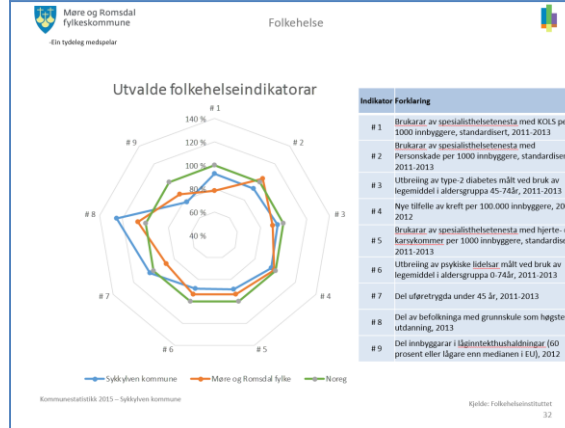 Møre og Romsdal
fylkeskommune
-Ein tydeleg medspelar
Folkehelse
Utvalde folkehelseindikatorar
# 1
# 2
# 3
# 4
# 5
# 6
# 7
# 8
# 9
140 %
120 %
100 %
80 %
60 %
40 %
Sykkylven kommune
Møre og Romsdal fylke
Noreg
Indikator Forklaring
# 1 Brukarar av spesialisthelsetenesta med KOLS pe
1000 innbyggere, standardisert, 2011-2013
# 2 Brukarar av spesialisthelsetenesta med
Personskade per 1000 innbyggere, standardise
2011-2013
# 3 Utbreiing av type-2 diabetes målt ved bruk av
legemiddel i aldersgruppa 45-74år, 2011-2013
# 4 Nye tilfelle av kreft per 100.000 innbyggere, 20
2012
# 5 Brukarar av spesialisthelsetenesta med hjerte-
karsykommer per 1000 innbyggere, standardise
2011-2013
# 6 Utbreiing av psykiske lidelsar målt ved bruk av
legemiddel i aldersgruppa 0-74år, 2011-2013
# 7 Del uføretrygda under 45 år, 2011-2013
# 8 Del av befolkninga med grunnskule som høgste
utdanning, 2013
# 9 Del innbyggarar i låginntekthushaldningar (60
prosent eller lågare enn medianen i EU), 2012
Kommunestatistikk 2015 – Sykkylven kommune
Kjelde: Folkehelseinstituttet
32